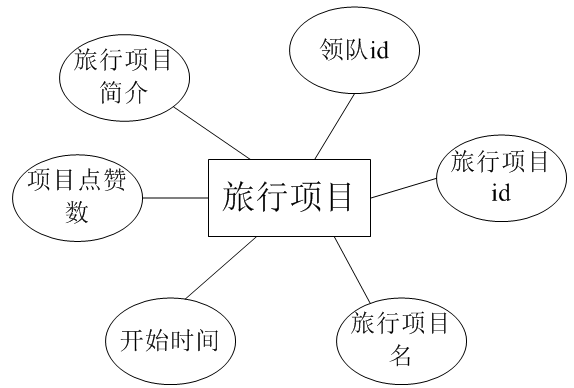 领队id
旅行项目
简介
旅行项目
id
项目点赞
数
旅行项目
开始时间
旅行项目
名